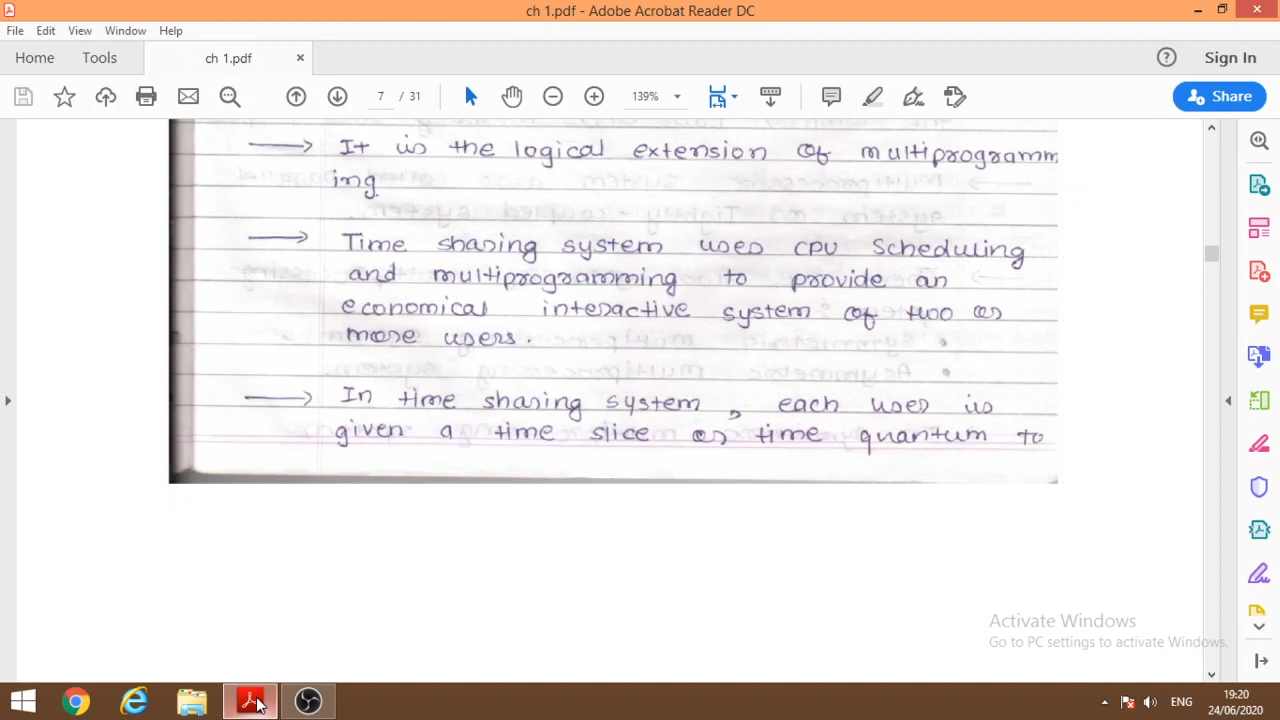 ch 1.pdf - Adobe Acrobat Reader DC
File Edit View Window Help
Home Tools ch 1.pdf × Sign In
7 / 31 139% Share
It is the logical extension of multiprogramm
ing.
Time sharing system uses CPU Scheduling
and multiprogramming to provide an
economical interactive system of two or
more users.
In time sharing system, each user is
given a time slice or time quantum to
Activate Windows
Go to PC settings to activate Windows.
ENG 19:20
24/06/2020